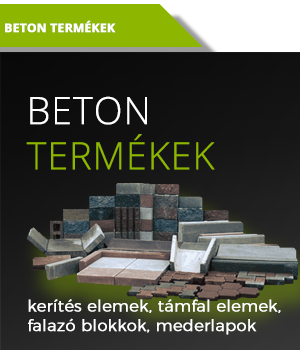 BETON TERMÉKEK
BETON
TERMÉKEK
kerítés elemek, támfal elemek,
falazó blokkok, mederlapok